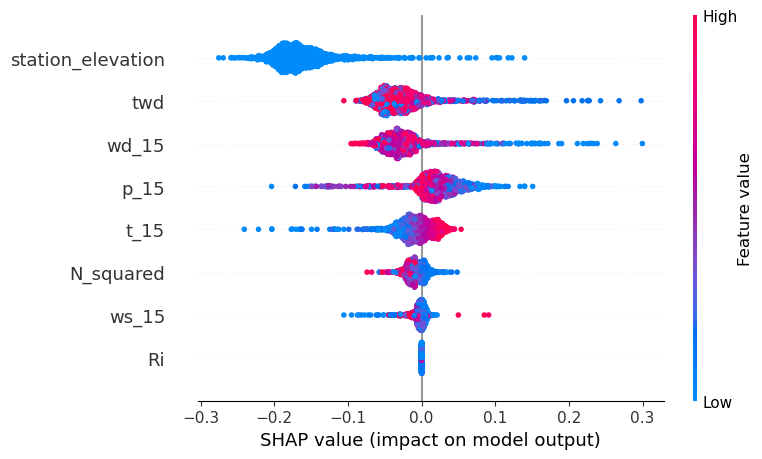 High
station_elevation
twd
wd_15
p_15
t_15
N_squared
ws_15
Ri
Feature value
Low
−0.3 −0.2 −0.1 0.0 0.1 0.2 0.3
SHAP value (impact on model output)